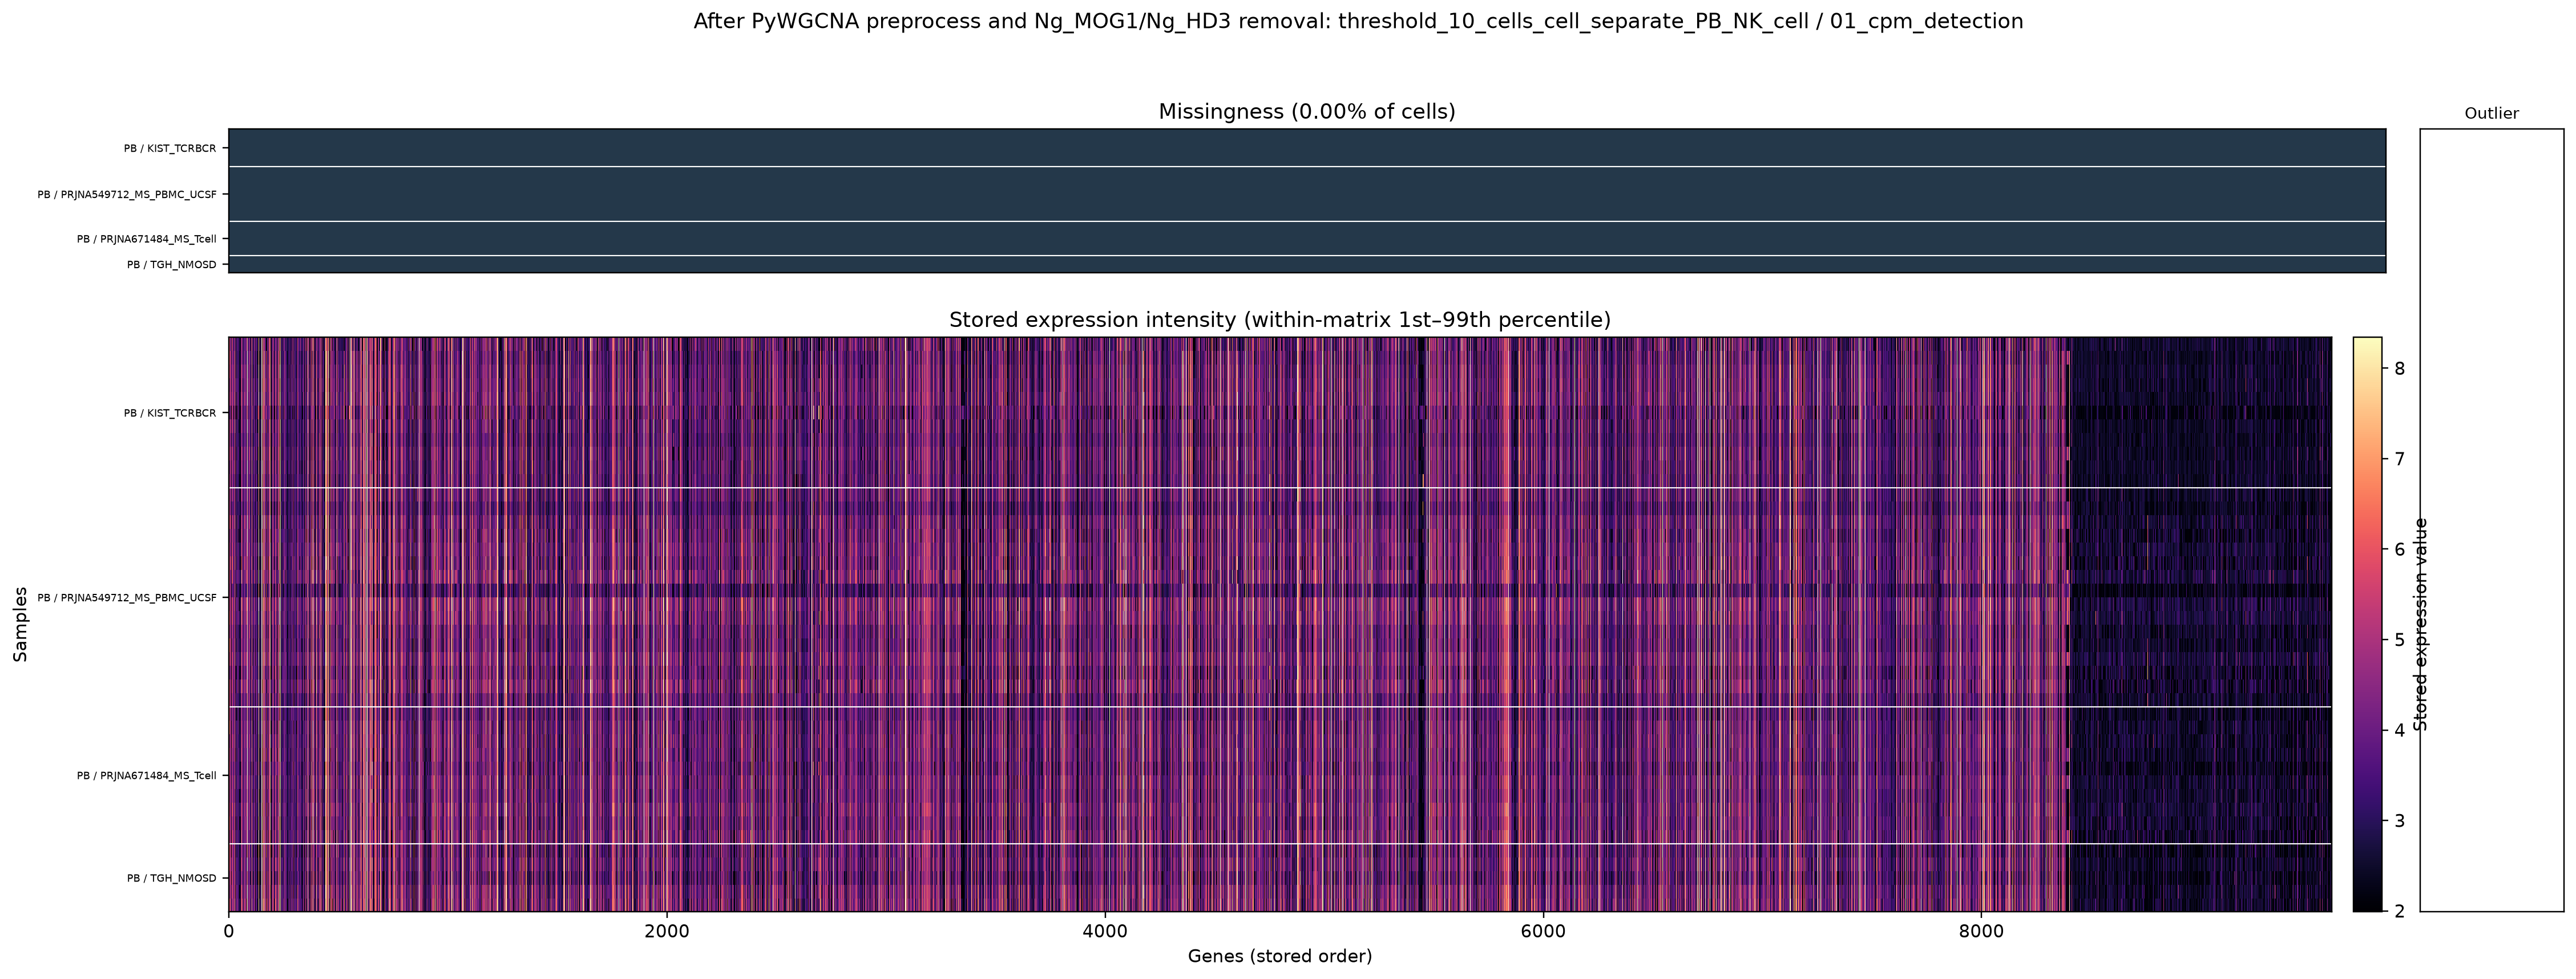 After PyWGCNA preprocess and Ng_MOG1/Ng_HD3 removal: threshold_10_cells_cell_separate_PB_NK_cell / 01_cpm_detection
Missingness (0.00% of cells)
Outlier
PB / KIST_TCRBCR
PB / PRJNA549712_MS_PBMC_UCSF
PB / PRJNA671484_MS_Tcell
PB / TGH_NMOSD
Stored expression intensity (within-matrix 1st–99th percentile)
Samples
PB / KIST_TCRBCR
PB / PRJNA549712_MS_PBMC_UCSF
PB / PRJNA671484_MS_Tcell
PB / TGH_NMOSD
0 2000 4000 6000 8000
Genes (stored order)
8
7
6
5
4
3
2
Stored expression value